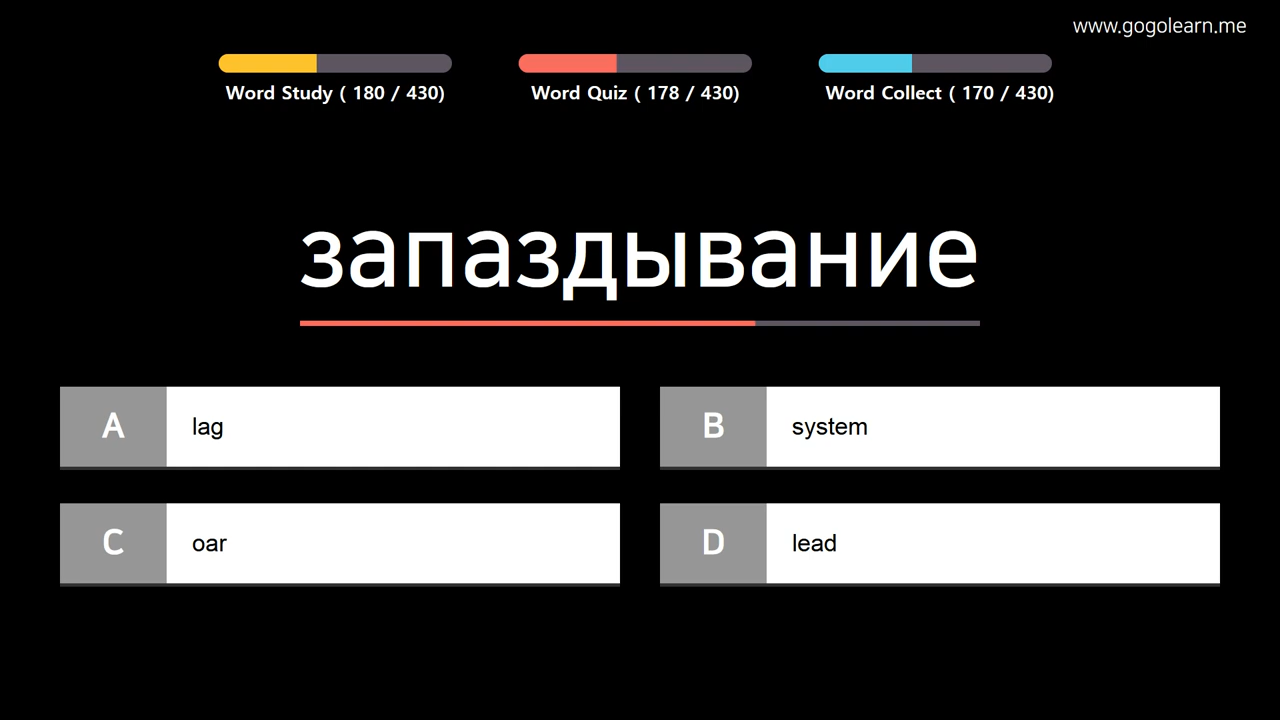 www.gogolearn.me
Word Study ( 180 / 430)
Word Quiz ( 178 / 430)
Word Collect ( 170 / 430)
запаздывание
A lag
B system
C oar
D lead